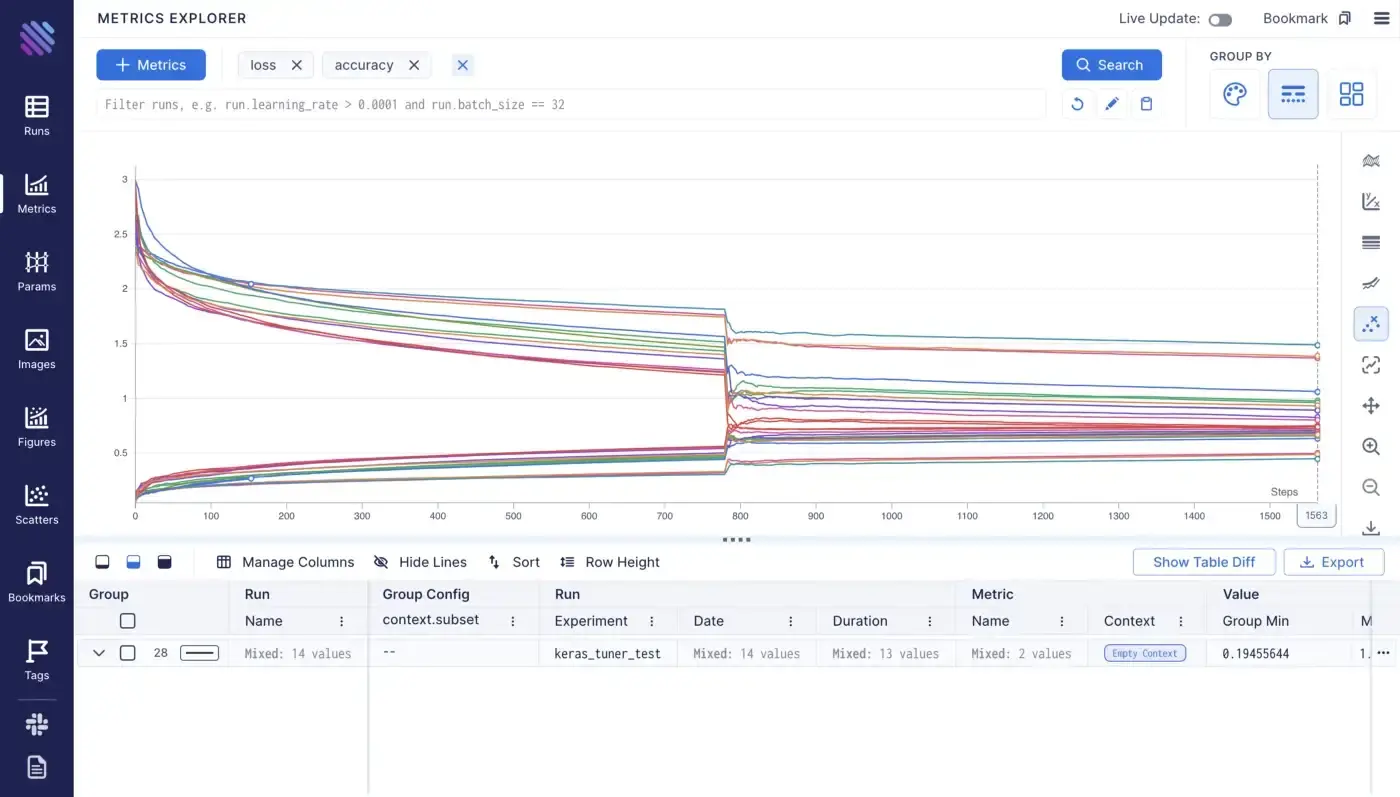 METRICS EXPLORER
Live Update:
Bookmark
Metrics
loss
accuracy
Search
GROUP BY
Filter runs, e.g. run.learning_rate > 0.0001 and run.batch_size == 32
Runs
Metrics
Params
Images
Figures
Scatters
Bookmarks
Tags
3
2.5
2
1.5
1
0.5
Steps
0 100 200 300 400 500 600 700 800 900 1000 1100 1200 1300 1400 1500 1563
Manage Columns
Hide Lines
Sort
Row Height
Show Table Diff
Export
Group Run Group Config Run Metric Value
Name context.subset Experiment Date Duration Name Context Group Min M
28 Mixed: 14 values -- keras_tuner_test Mixed: 14 values Mixed: 13 values Mixed: 2 values Empty Context 0.19455644 1.